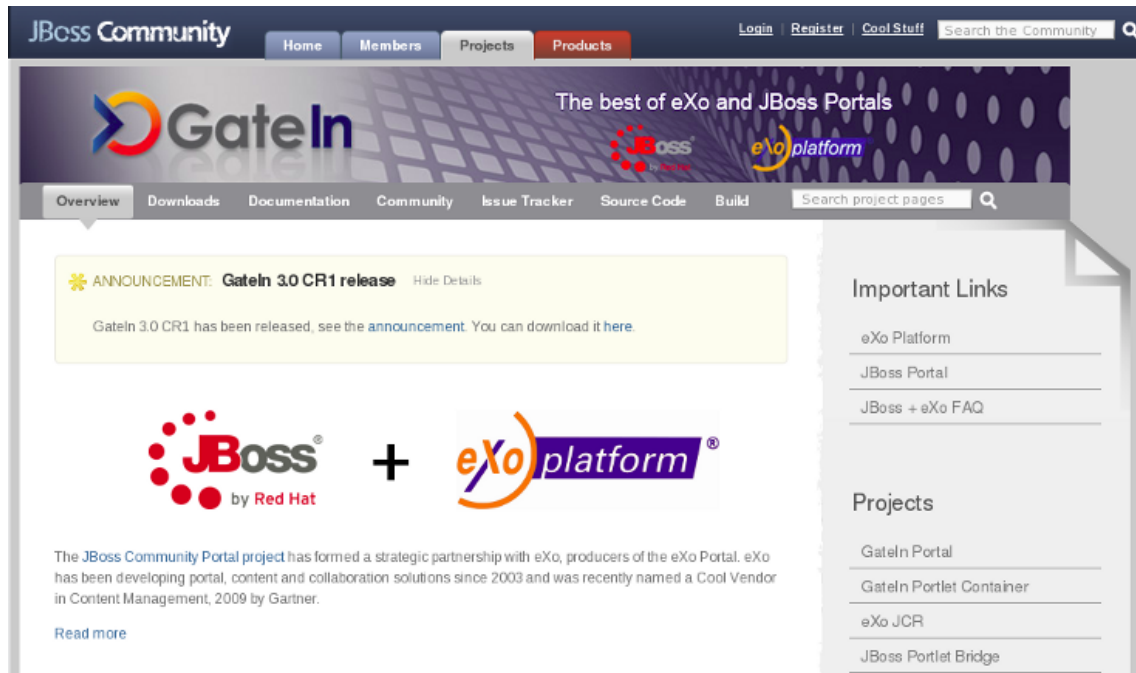 JBoss Community
Home Members Projects Products
Login | Register | Cool Stuff Search the Community
GateIn
The best of eXo and JBoss Portals
JBoss
by Red Hat
eXo platform
Overview Downloads Documentation Community Issue Tracker Source Code Build Search project pages
ANNOUNCEMENT: GateIn 3.0 CR1 release Hide Details
GateIn 3.0 CR1 has been released, see the announcement. You can download it here.
JBoss®
by Red Hat
+
eXo platform®
The JBoss Community Portal project has formed a strategic partnership with eXo, producers of the eXo Portal. eXo
has been developing portal, content and collaboration solutions since 2003 and was recently named a Cool Vendor
in Content Management, 2009 by Gartner.
Read more
Important Links
eXo Platform
JBoss Portal
JBoss + eXo FAQ
Projects
GateIn Portal
GateIn Portlet Container
eXo JCR
JBoss Portlet Bridge